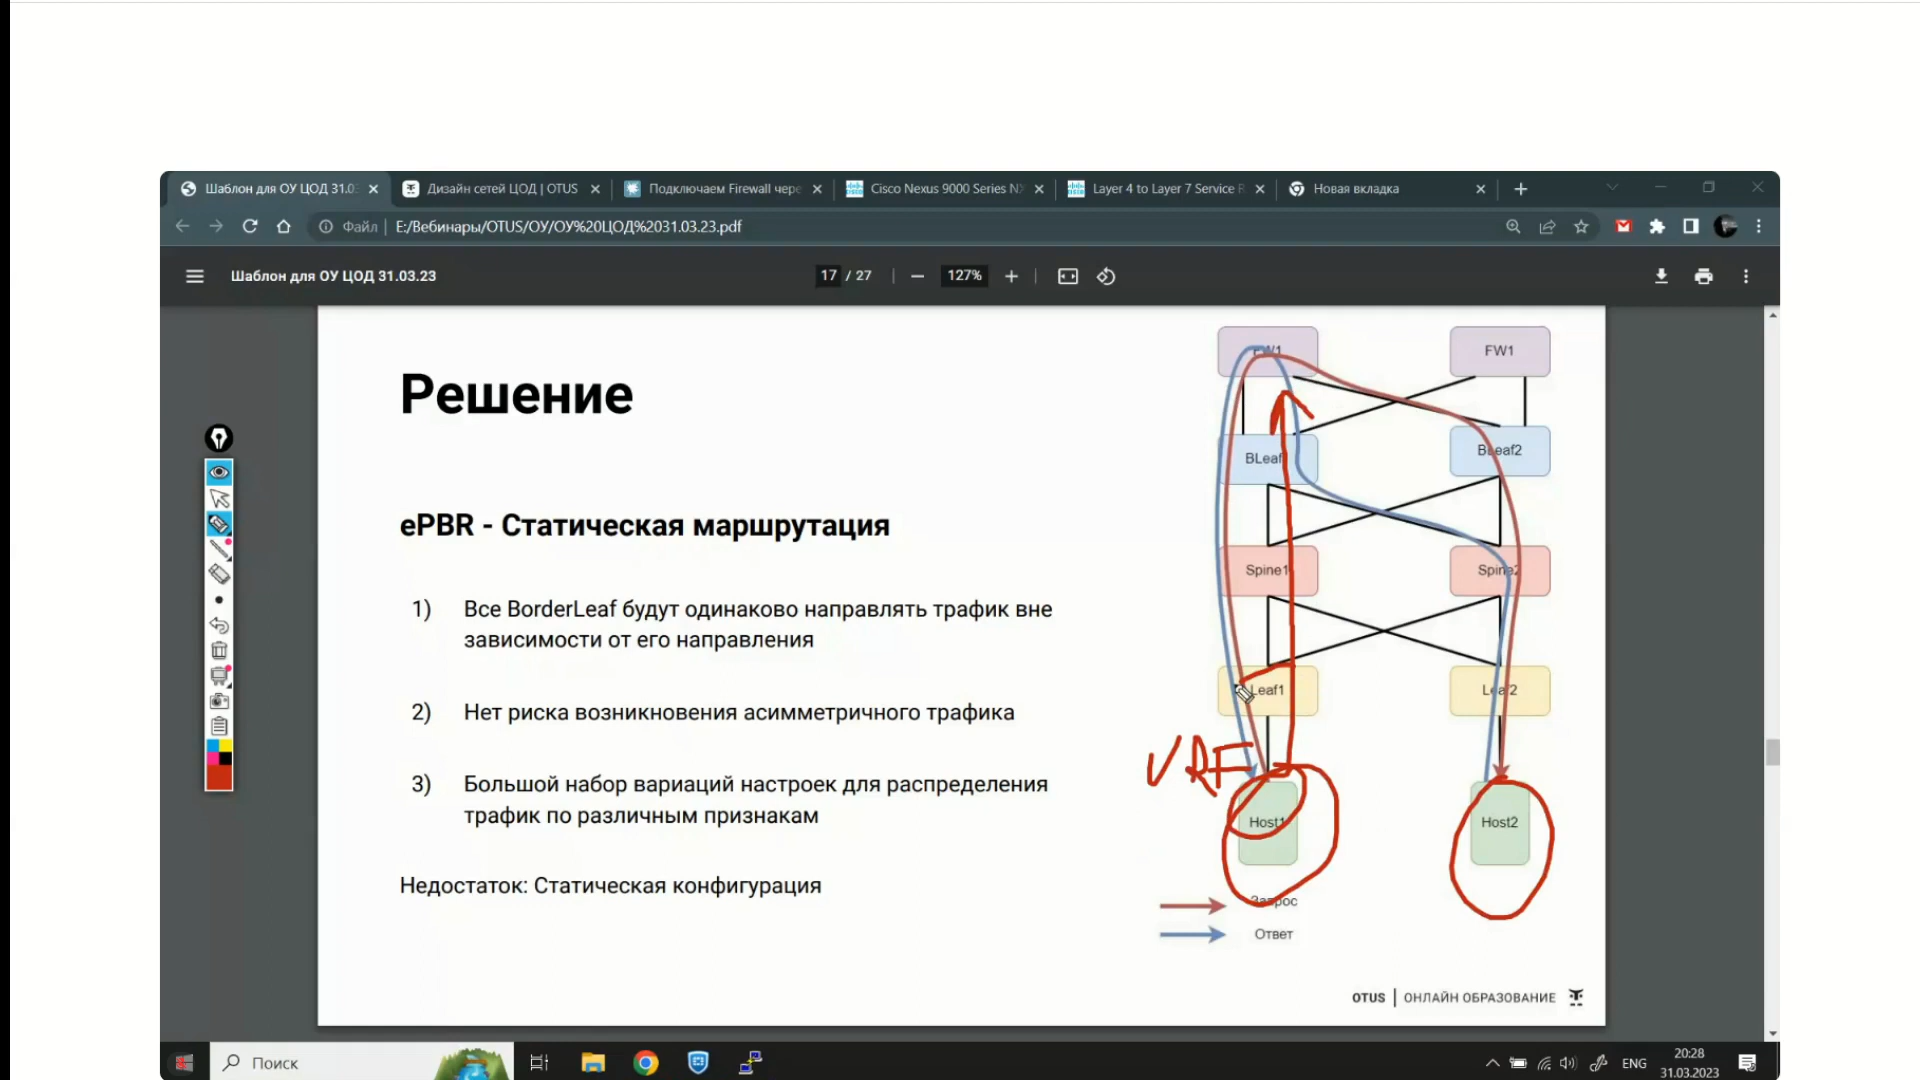 Шаблон для ОУ ЦОД 31.0
Дизайн сетей ЦОД | OTUS
Подключаем Firewall чере
Cisco Nexus 9000 Series N
Layer 4 to Layer 7 Service R
Новая вкладка
Файл
E:/Вебинары/OTUS/ОУ/ОУ%20ЦОД%2031.03.23.pdf
Шаблон для ОУ ЦОД 31.03.23
17 / 27
127%
Решение
ePBR - Статическая маршрутация
1) Все BorderLeaf будут одинаково направлять трафик вне
зависимости от его направления
2) Нет риска возникновения асимметричного трафика
3) Большой набор вариаций настроек для распределения
трафик по различным признакам
Недостаток: Статическая конфигурация
FW1
FW1
BLeaf
BLeaf2
Spine1
Spine2
Leaf1
Leaf2
VRF
Host1
Host2
Запрос
Ответ
OTUS | ОНЛАЙН ОБРАЗОВАНИЕ
Поиск
ENG
20:28
31.03.2023